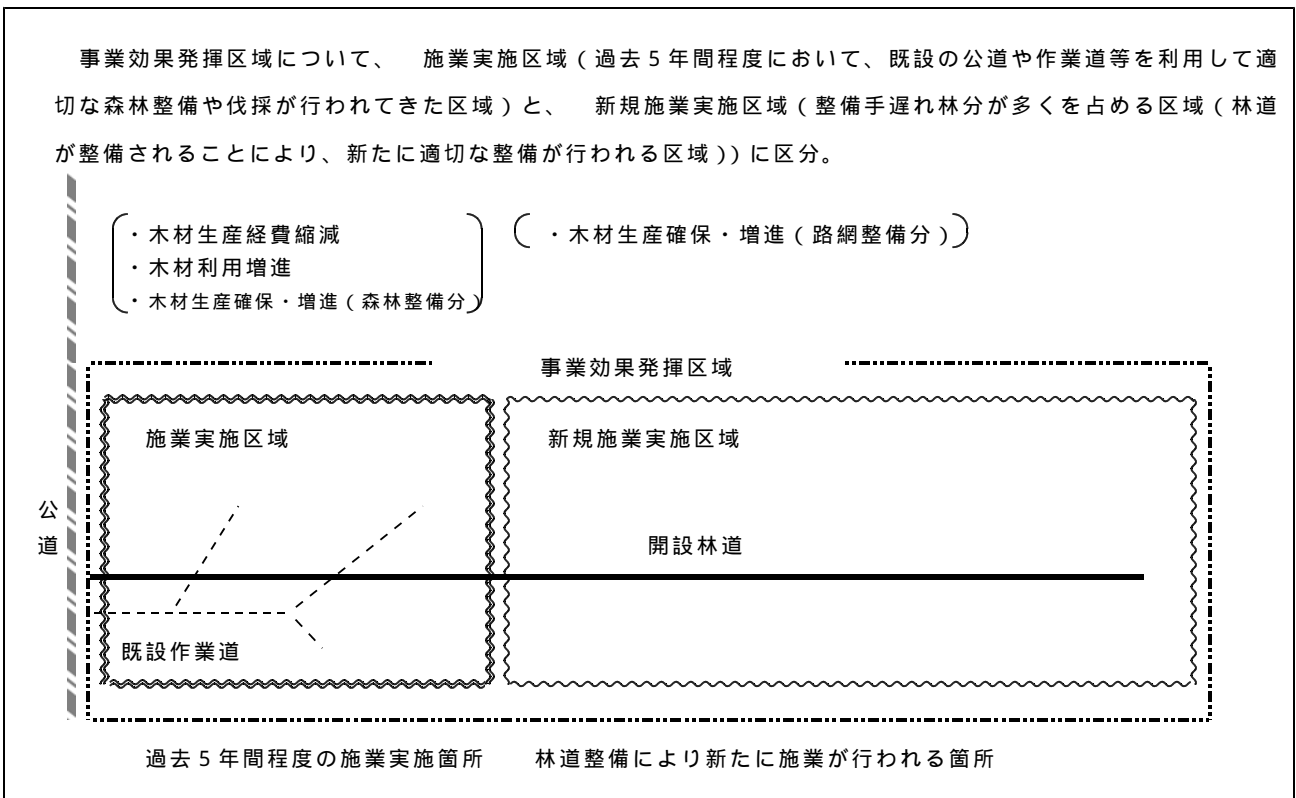 事業効果発揮区域について、　施業実施区域（過去５年間程度において、既設の公道や作業道等を利用して適
切な森林整備や伐採が行われてきた区域）と、　新規施業実施区域（整備手遅れ林分が多くを占める区域（林道
が整備されることにより、新たに適切な整備が行われる区域））に区分。
・木材生産経費縮減
・木材利用増進
・木材生産確保・増進（森林整備分）
・木材生産確保・増進（路網整備分）
事業効果発揮区域
施業実施区域
新規施業実施区域
公道
開設林道
既設作業道
過去５年間程度の施業実施箇所
林道整備により新たに施業が行われる箇所